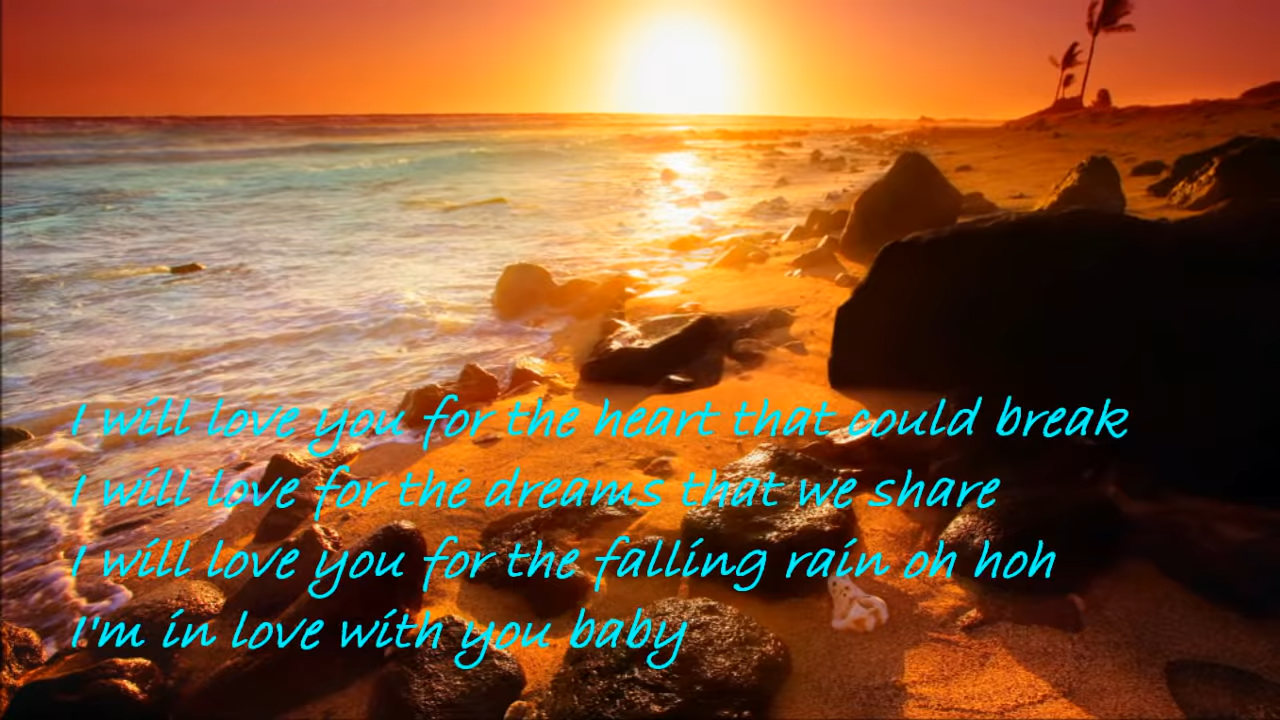 I will love you for the heart that could break
I will love for the dreams that we share
I will love you for the falling rain oh hoh
I'm in love with you baby